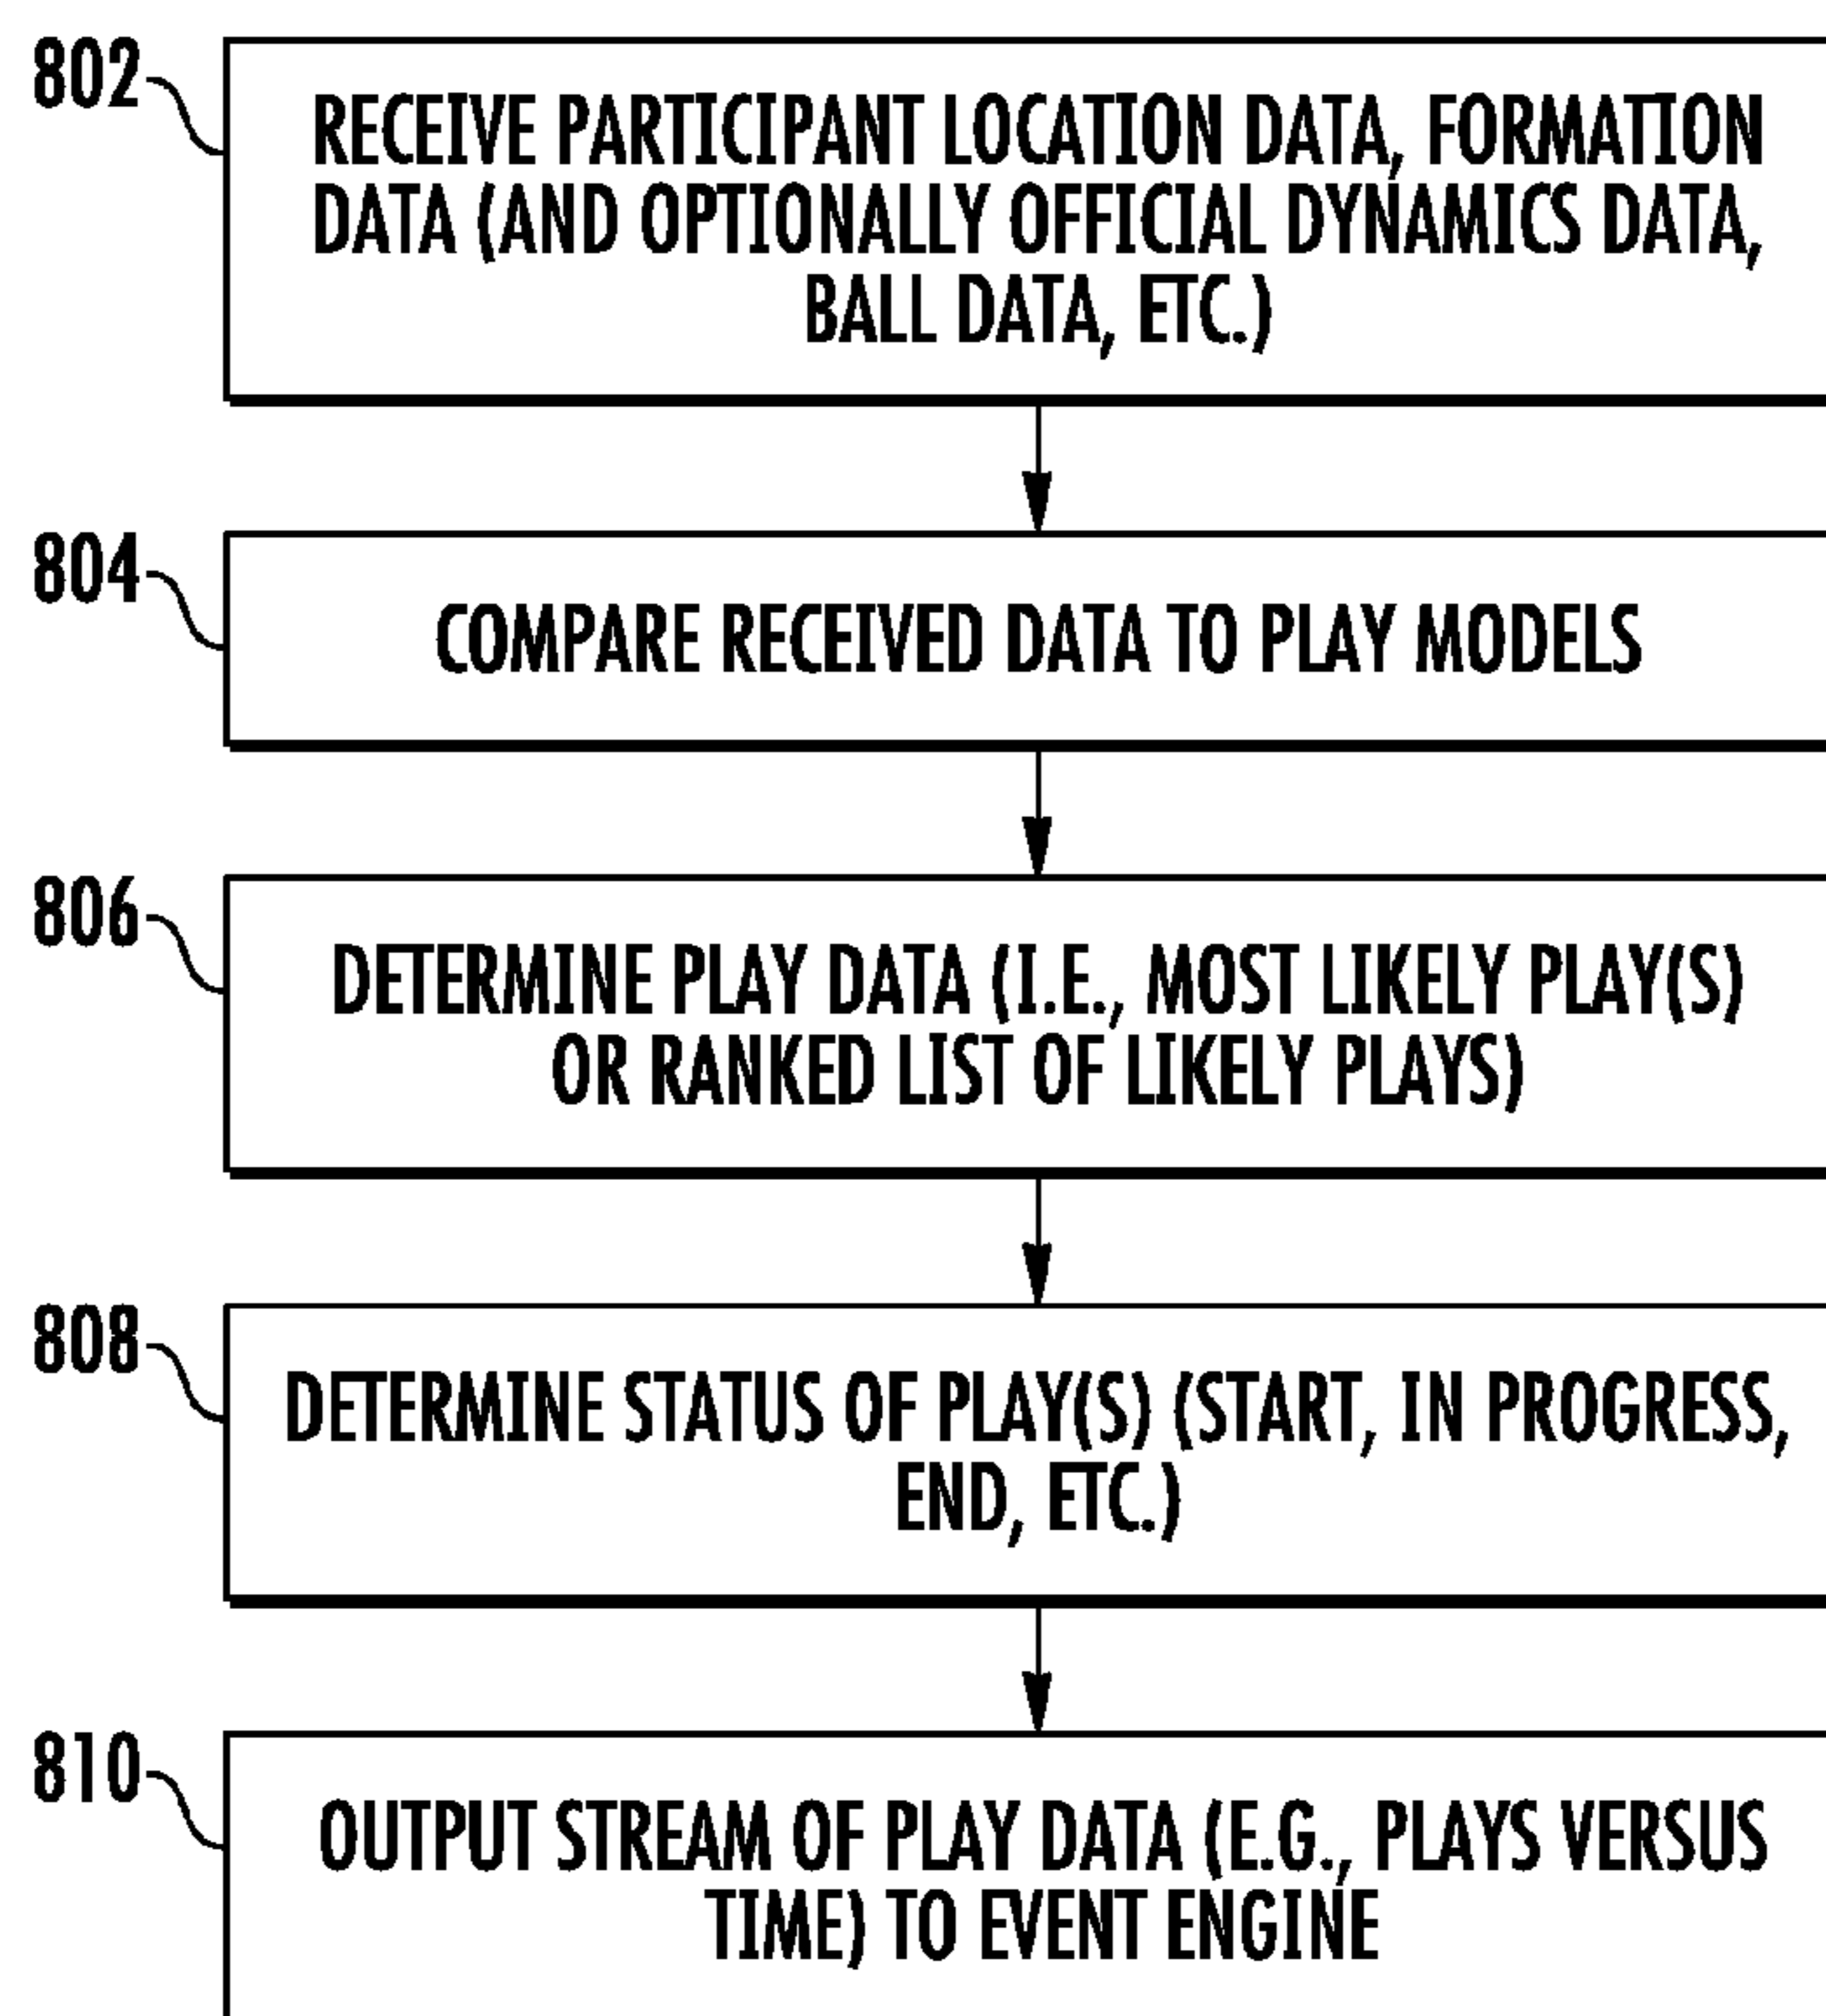 802
RECEIVE PARTICIPANT LOCATION DATA, FORMATION
DATA (AND OPTIONALLY OFFICIAL DYNAMICS DATA,
BALL DATA, ETC.)
804
COMPARE RECEIVED DATA TO PLAY MODELS
806
DETERMINE PLAY DATA (I.E., MOST LIKELY PLAY(S)
OR RANKED LIST OF LIKELY PLAYS)
808
DETERMINE STATUS OF PLAY(S) (START, IN PROGRESS,
END, ETC.)
810
OUTPUT STREAM OF PLAY DATA (E.G., PLAYS VERSUS
TIME) TO EVENT ENGINE